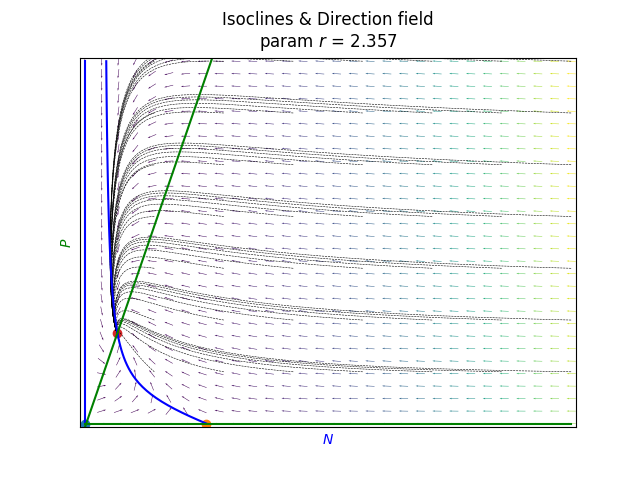 Isoclines & Direction field
param r = 2.357
P
N